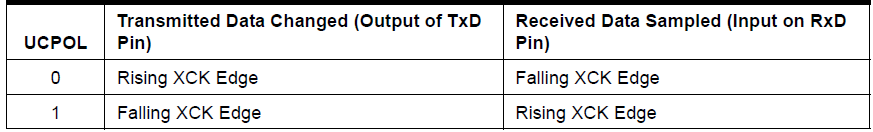 UCPOL Transmitted Data Changed (Output of TxD Pin) Received Data Sampled (Input on RxD Pin)
0 Rising XCK Edge Falling XCK Edge
1 Falling XCK Edge Rising XCK Edge